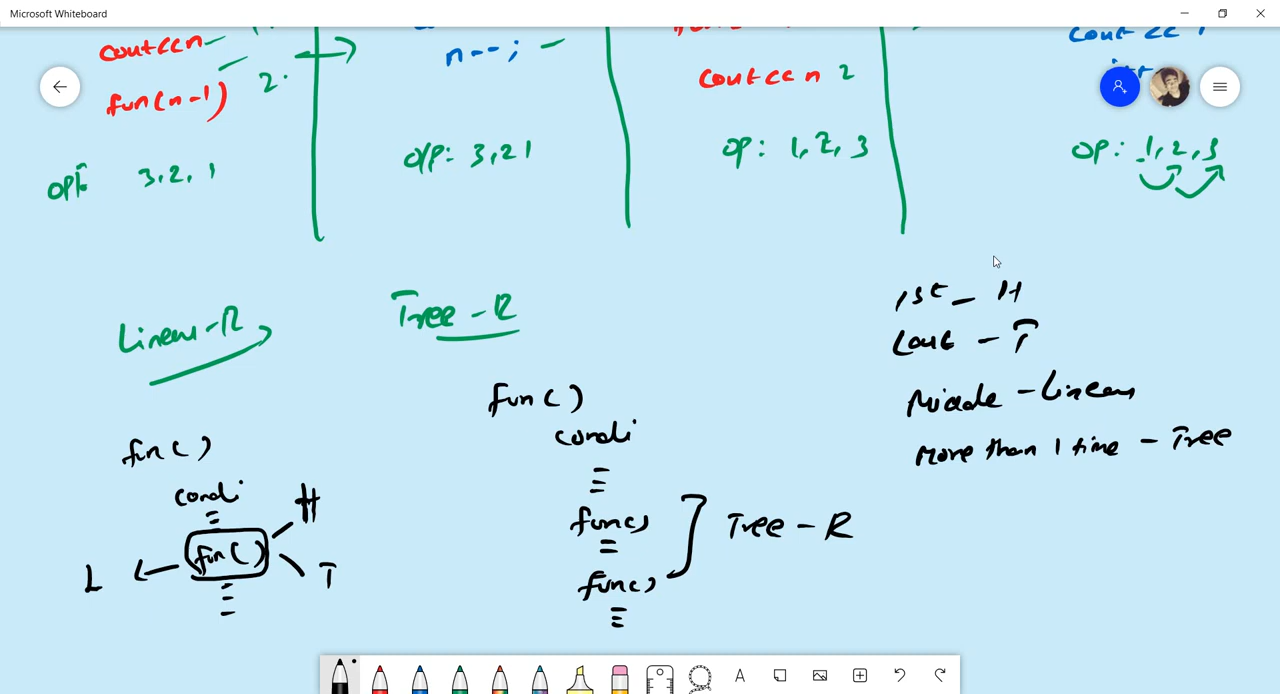 Microsoft Whiteboard
cout<<n
fun(n-1)
2.
op: 3,2,1
n--;
o/p: 3,2 1
cout<<n 2
op: 1,2,3
cout <<
op: 1,2,3
Linear-R
Tree-R
fun()
condi
fun()
H
L
T
fun()
condi
func,
func,
Tree-R
1st - H
Last - T
Middle - Linear
More than 1 time - Tree
A